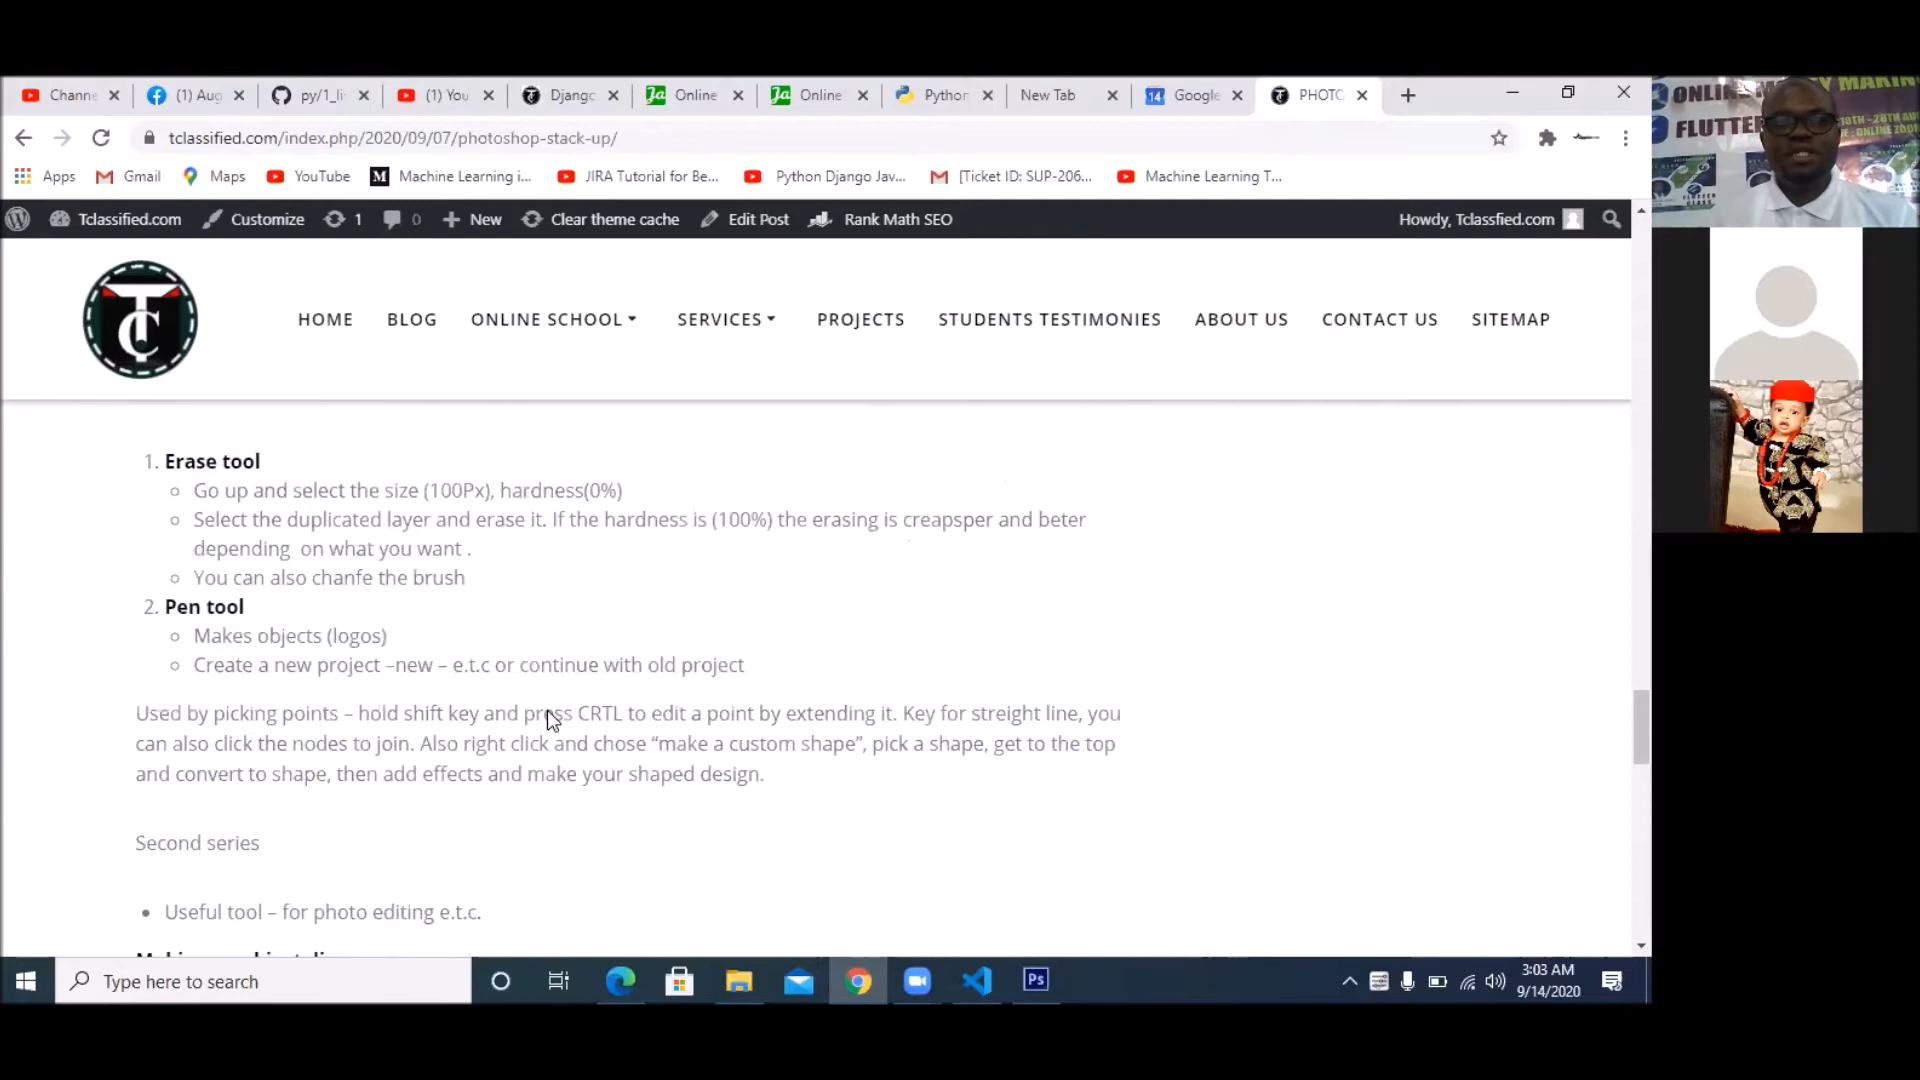 Channe
(1) Aug
py/1_li
(1) You
Djangc
Online
Online
Python
New Tab
14
Google
PHOTC
tclassified.com/index.php/2020/09/07/photoshop-stack-up/
Apps
Gmail
Maps
YouTube
M
Machine Learning i...
JIRA Tutorial for Be...
Python Django Jav...
[Ticket ID: SUP-206...
Machine Learning T...
Tclassified.com
Customize
1
0
New
Clear theme cache
Edit Post
Rank Math SEO
Howdy, Tclassfied.com
TC
HOME
BLOG
ONLINE SCHOOL
SERVICES
PROJECTS
STUDENTS TESTIMONIES
ABOUT US
CONTACT US
SITEMAP
1. Erase tool
Go up and select the size (100Px), hardness(0%)
Select the duplicated layer and erase it. If the hardness is (100%) the erasing is creapsper and beter
depending on what you want .
You can also chanfe the brush
2. Pen tool
Makes objects (logos)
Create a new project –new – e.t.c or continue with old project
Used by picking points – hold shift key and press CRTL to edit a point by extending it. Key for streight line, you
can also click the nodes to join. Also right click and chose “make a custom shape”, pick a shape, get to the top
and convert to shape, then add effects and make your shaped design.
Second series
Useful tool – for photo editing e.t.c.
Type here to search
Ps
3:03 AM
9/14/2020